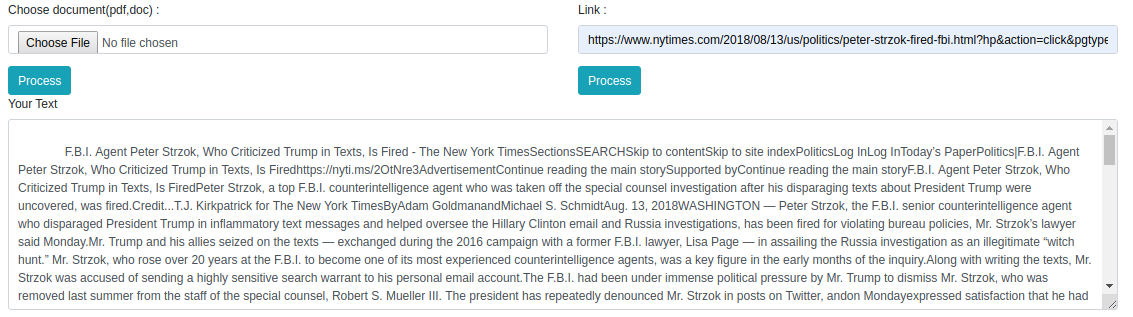 Choose document(pdf,doc) :
Link :
Choose File No file chosen
https://www.nytimes.com/2018/08/13/us/politics/peter-strzok-fired-fbi.html?hp&action=click&pgtype
Process
Process
Your Text
F.B.I. Agent Peter Strzok, Who Criticized Trump in Texts, Is Fired - The New York TimesSectionsSEARCHSkip to contentSkip to site indexPoliticsLog InLog InToday’s PaperPolitics|F.B.I. Agent
Peter Strzok, Who Criticized Trump in Texts, Is Firedhttps://nyti.ms/2OtNre3AdvertisementContinue reading the main storySupported byContinue reading the main storyF.B.I. Agent Peter Strzok, Who
Criticized Trump in Texts, Is FiredPeter Strzok, a top F.B.I. counterintelligence agent who was taken off the special counsel investigation after his disparaging texts about President Trump were
uncovered, was fired.Credit...T.J. Kirkpatrick for The New York TimesByAdam GoldmanandMichael S. SchmidtAug. 13, 2018WASHINGTON — Peter Strzok, the F.B.I. senior counterintelligence agent
who disparaged President Trump in inflammatory text messages and helped oversee the Hillary Clinton email and Russia investigations, has been fired for violating bureau policies, Mr. Strzok’s lawyer
said Monday.Mr. Trump and his allies seized on the texts — exchanged during the 2016 campaign with a former F.B.I. lawyer, Lisa Page — in assailing the Russia investigation as an illegitimate “witch
hunt.” Mr. Strzok, who rose over 20 years at the F.B.I. to become one of its most experienced counterintelligence agents, was a key figure in the early months of the inquiry.Along with writing the texts, Mr.
Strzok was accused of sending a highly sensitive search warrant to his personal email account.The F.B.I. had been under immense political pressure by Mr. Trump to dismiss Mr. Strzok, who was
removed last summer from the staff of the special counsel, Robert S. Mueller III. The president has repeatedly denounced Mr. Strzok in posts on Twitter, andon Mondayexpressed satisfaction that he had